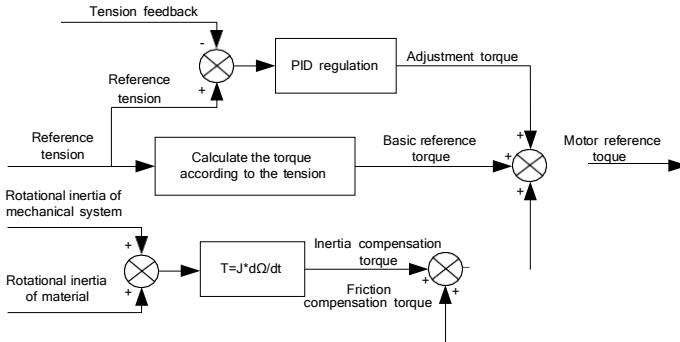 Tension feedback
-
PID regulation
Adjustment torque
+
Reference
tension
Reference
tension
Calculate the torque
according to the tension
Basic reference
torque
+
+
+
Motor reference
toque
Rotational inertia of
mechanical system
+
+
Rotational inertia
of material
T=J*dΩ/dt
Inertia compensation
torque
+
+
Friction
compensation torque